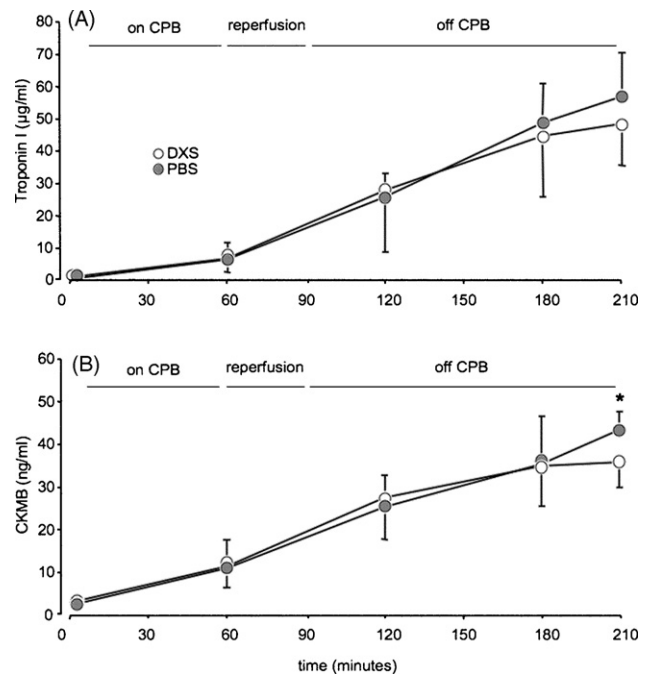 (A)
on CPB reperfusion off CPB
80
70
60
50
40
30
20
10
0
Troponin I (µg/ml)
DXS
PBS
0 30 60 90 120 150 180 210
(B)
on CPB reperfusion off CPB
*
60
50
40
30
20
10
0
CKMB (ng/ml)
0 30 60 90 120 150 180 210
time (minutes)